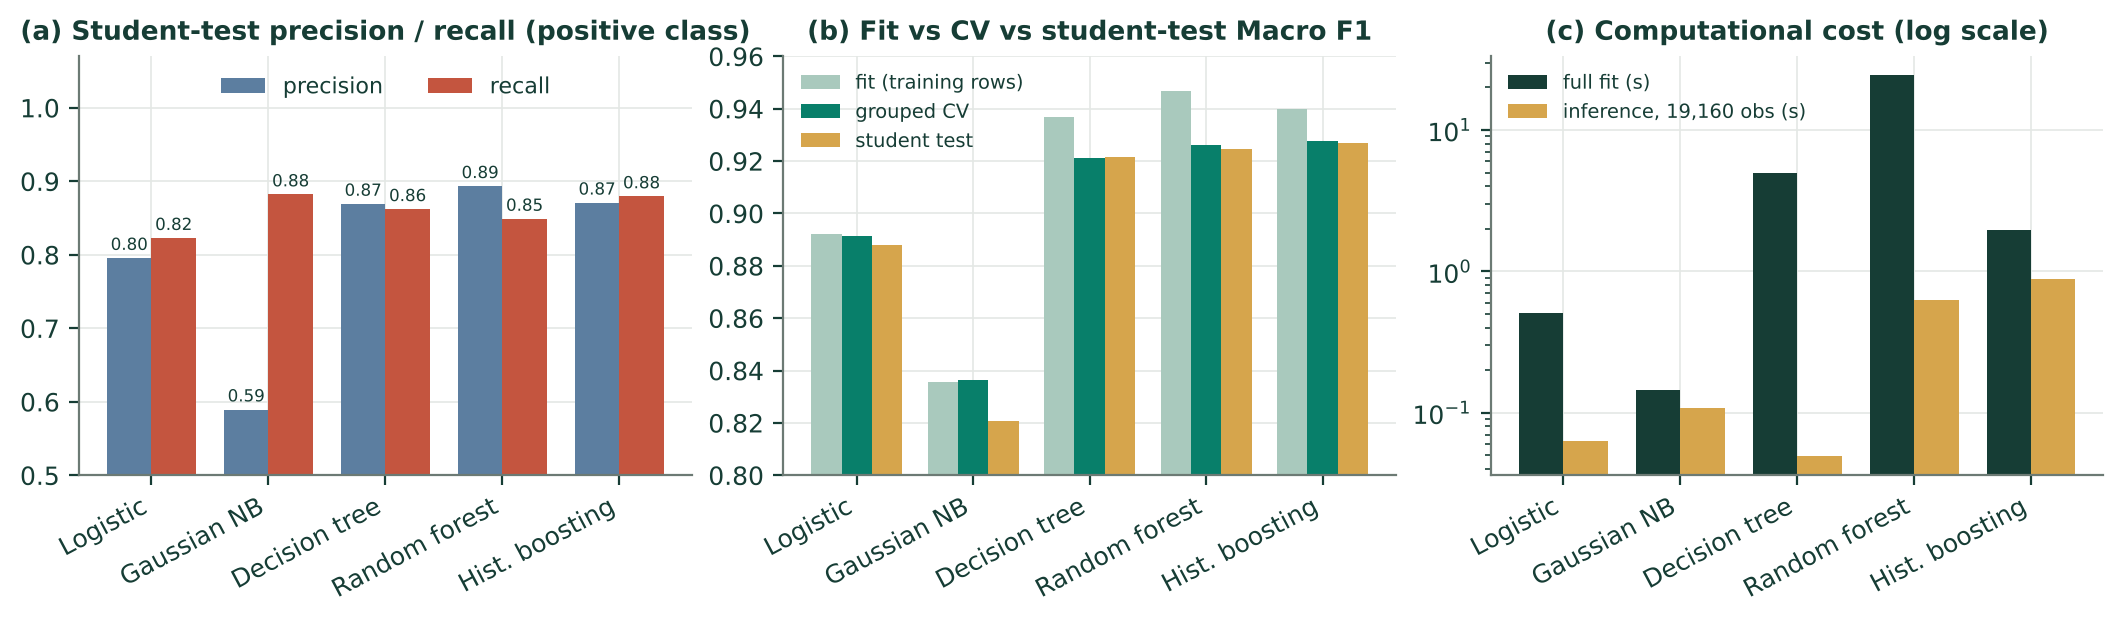 (a) Student-test precision / recall (positive class)
precision
recall
1.0
0.9
0.8
0.7
0.6
0.5
0.80
0.82
0.59
0.88
0.87
0.86
0.89
0.85
0.87
0.88
Logistic
Gaussian NB
Decision tree
Random forest
Hist. boosting
(b) Fit vs CV vs student-test Macro F1
fit (training rows)
grouped CV
student test
0.96
0.94
0.92
0.90
0.88
0.86
0.84
0.82
0.80
Logistic
Gaussian NB
Decision tree
Random forest
Hist. boosting
(c) Computational cost (log scale)
full fit (s)
inference, 19,160 obs (s)
10¹
10⁰
10⁻¹
Logistic
Gaussian NB
Decision tree
Random forest
Hist. boosting